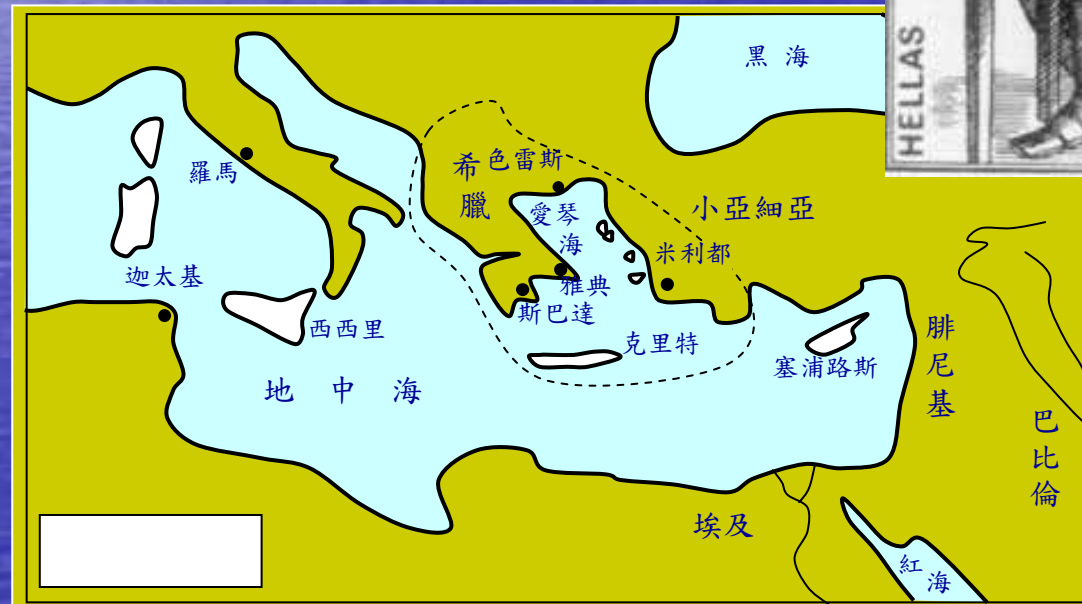 黑 海
HELLAS
羅馬
希臘
色雷斯
愛琴海
小亞細亞
米利都
迦太基
雅典
斯巴達
西西里
克里特
塞浦路斯
腓尼基
地 中 海
巴比倫
埃及
紅海